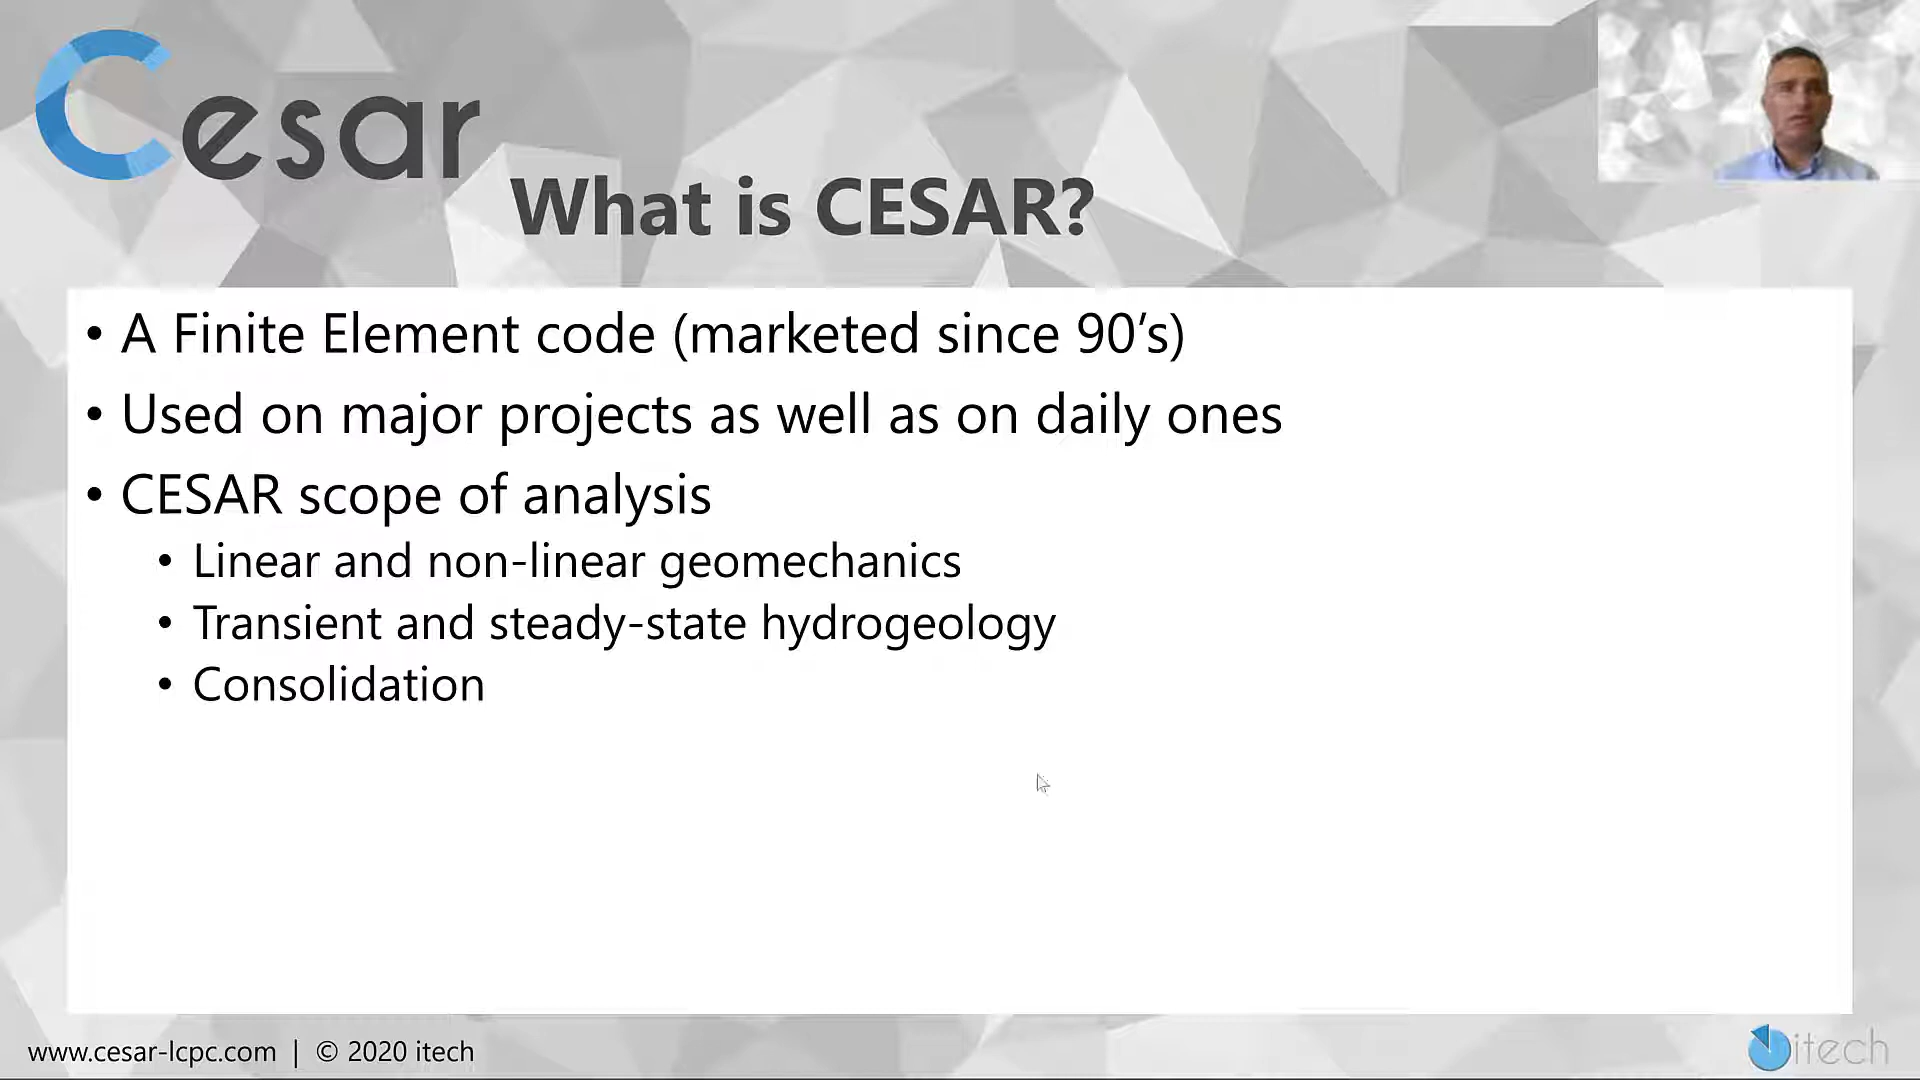 Cesar
What is CESAR?
• A Finite Element code (marketed since 90’s)
• Used on major projects as well as on daily ones
• CESAR scope of analysis
• Linear and non-linear geomechanics
• Transient and steady-state hydrogeology
• Consolidation
www.cesar-lcpc.com | © 2020 itech
itech